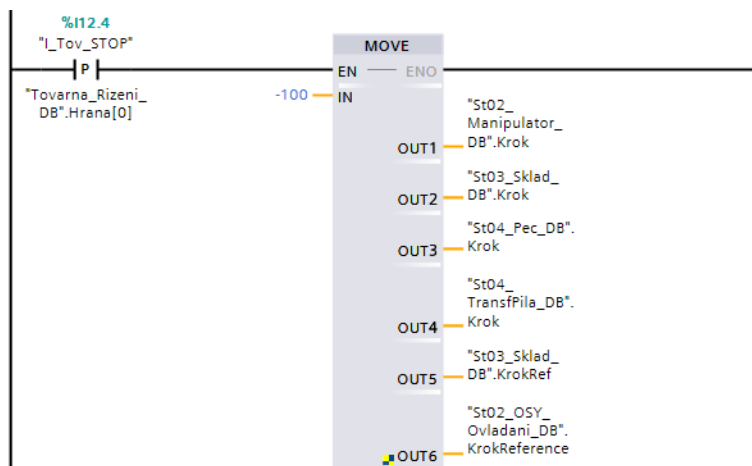 %I12.4
"I_Tov_STOP"
P
"Tovarna_Rizeni_
DB".Hrana[0]
MOVE
EN
ENO
-100
IN
OUT1
"St02_
Manipulator_
DB".Krok
OUT2
"St03_Sklad_
DB".Krok
OUT3
"St04_Pec_DB".
Krok
OUT4
"St04_
TransfPila_DB".
Krok
OUT5
"St03_Sklad_
DB".KrokRef
OUT6
"St02_OSY_
Ovladani_DB".
KrokReference